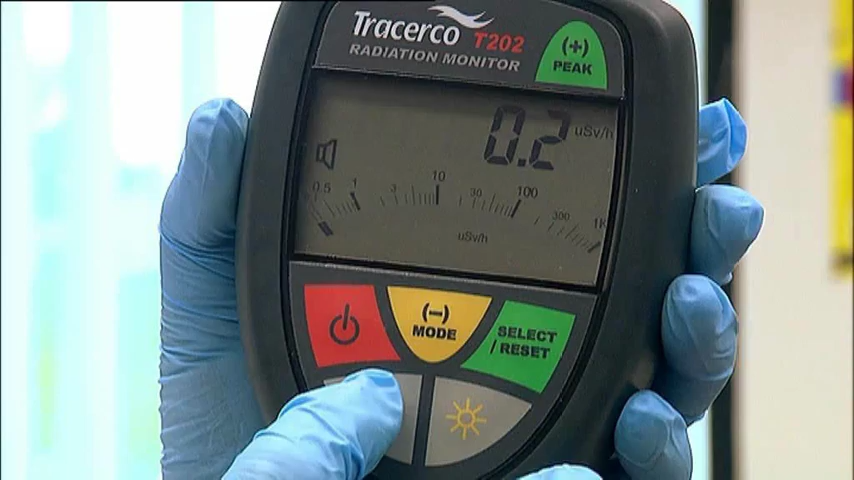 Tracerco T202
RADIATION MONITOR
(+)
PEAK
0.2 uSv/h
0.5 1 3 10 30 100 300 1K
uSv/h
(-)
MODE
SELECT
/ RESET